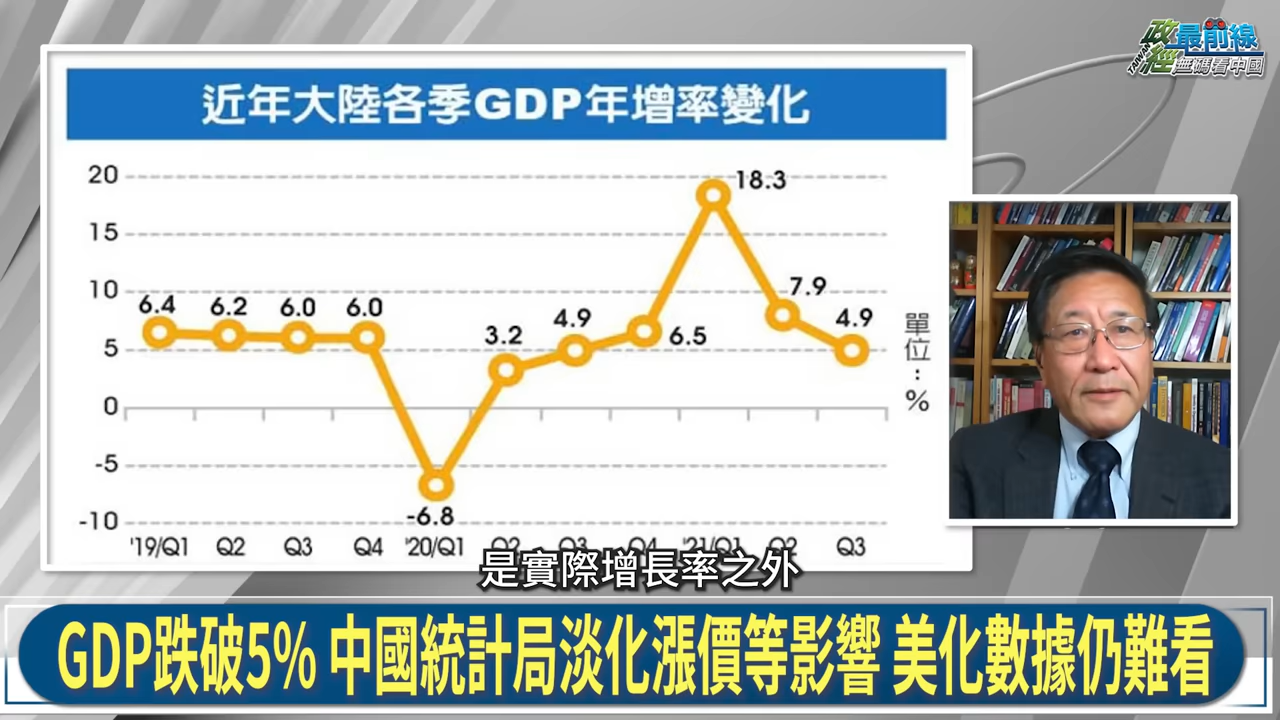 政經最前線
無碼看中國
近年大陸各季GDP年增率變化
20
15
10
5
0
-5
-10
6.4
6.2
6.0
6.0
-6.8
3.2
4.9
6.5
18.3
7.9
4.9
單位：%
'19/Q1 Q2 Q3 Q4 '20/Q1 Q2 Q3 Q4 '21/Q1 Q2 Q3
是實際增長率之外
GDP跌破5% 中國統計局淡化漲價等影響 美化數據仍難看